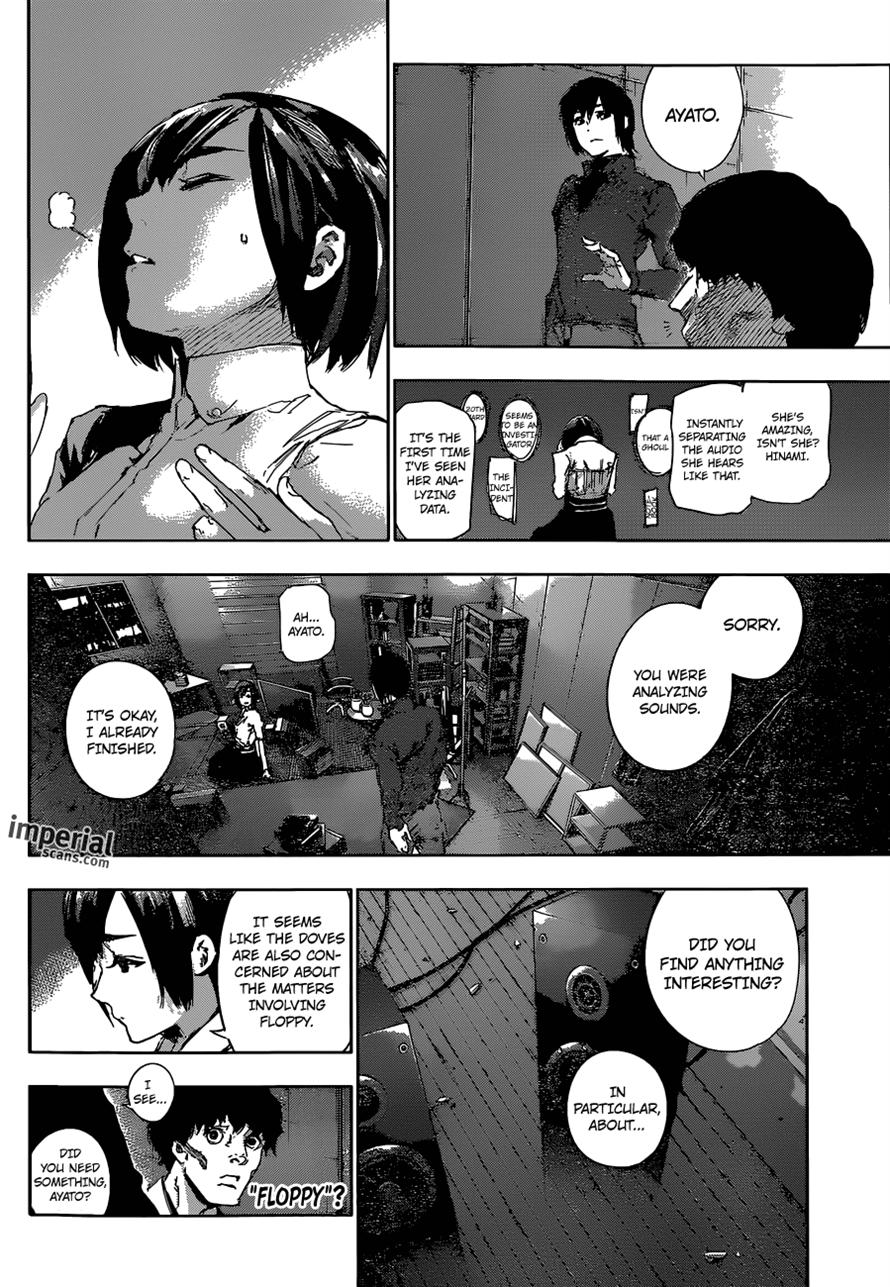 AYATO.
SHE'S
AMAZING,
ISN'T SHE?
HINAMI.
INSTANTLY
SEPARATING
THE AUDIO
SHE HEARS
LIKE THAT.
ISN'T
THAT A
GHOUL
SEEMS
TO BE AN
INVESTI-
GATOR
THE
INCI-
DENT
20TH
WARD
IT'S THE
FIRST TIME
I'VE SEEN
HER ANA-
LYZING
DATA.
SORRY.
YOU WERE
ANALYZING
SOUNDS.
AH...
AYATO.
IT'S OKAY,
I ALREADY
FINISHED.
imperial
scans.com
DID YOU
FIND ANYTHING
INTERESTING?
IN
PARTICULAR,
ABOUT...
IT SEEMS
LIKE THE DOVES
ARE ALSO CON-
CERNED ABOUT
THE MATTERS
INVOLVING
FLOPPY.
I
SEE...
"FLOPPY"?
DID
YOU NEED
SOMETHING,
AYATO?